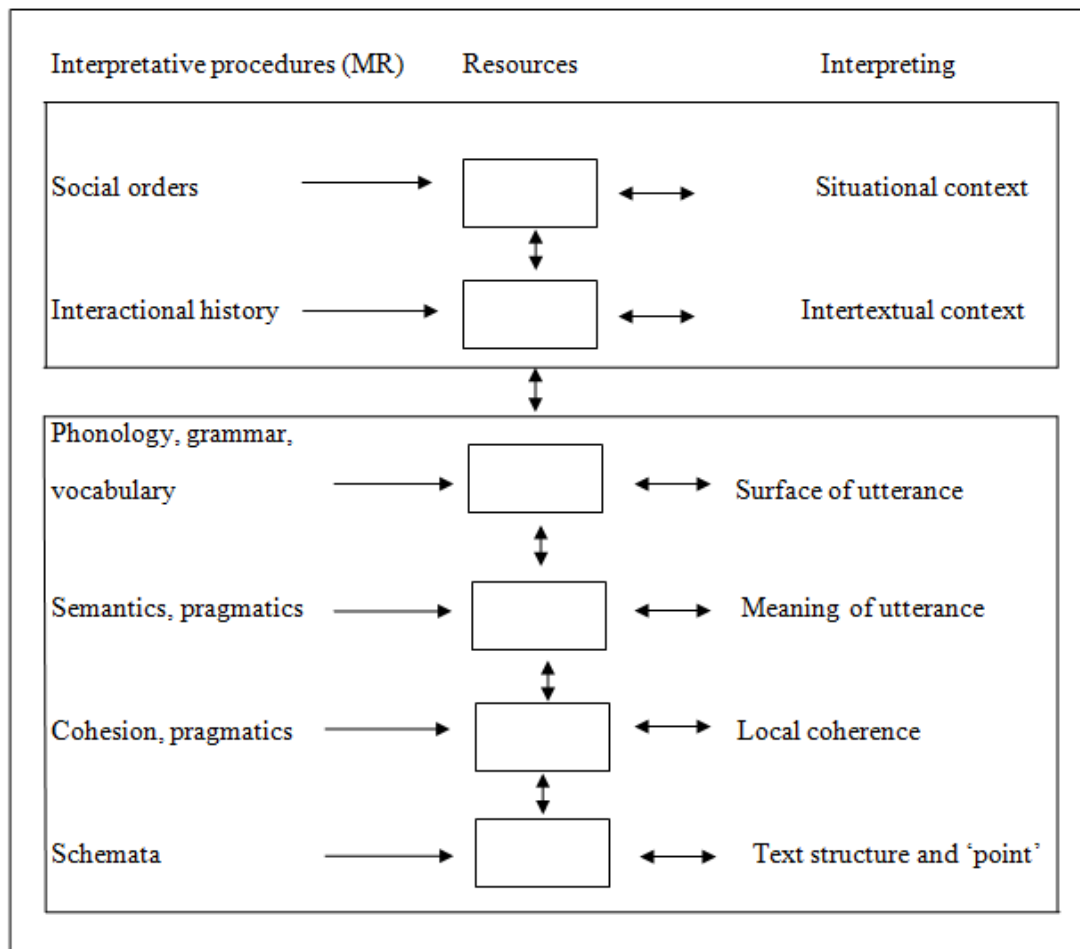 Interpretative procedures (MR) Resources Interpreting
Social orders Situational context
Interactional history Intertextual context
Phonology, grammar,
vocabulary Surface of utterance
Semantics, pragmatics Meaning of utterance
Cohesion, pragmatics Local coherence
Schemata Text structure and ‘point’